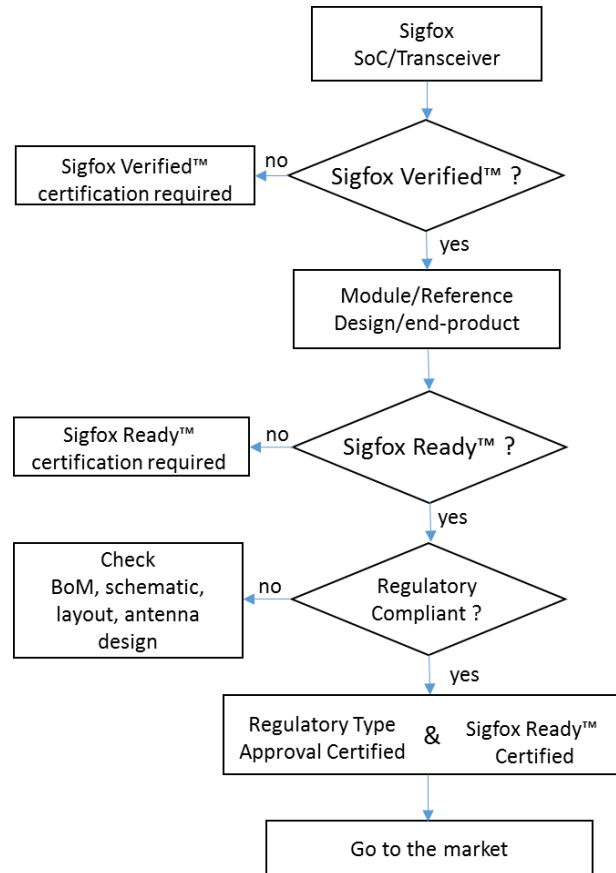 Sigfox
SoC/Transceiver
no
Sigfox Verified™
certification required
Sigfox Verified™ ?
yes
Module/Reference
Design/end-product
no
Sigfox Ready™
certification required
Sigfox Ready™ ?
yes
Check
BoM, schematic,
layout, antenna
design
no
Regulatory
Compliant ?
yes
Regulatory Type
Approval Certified
&
Sigfox Ready™
Certified
Go to the market